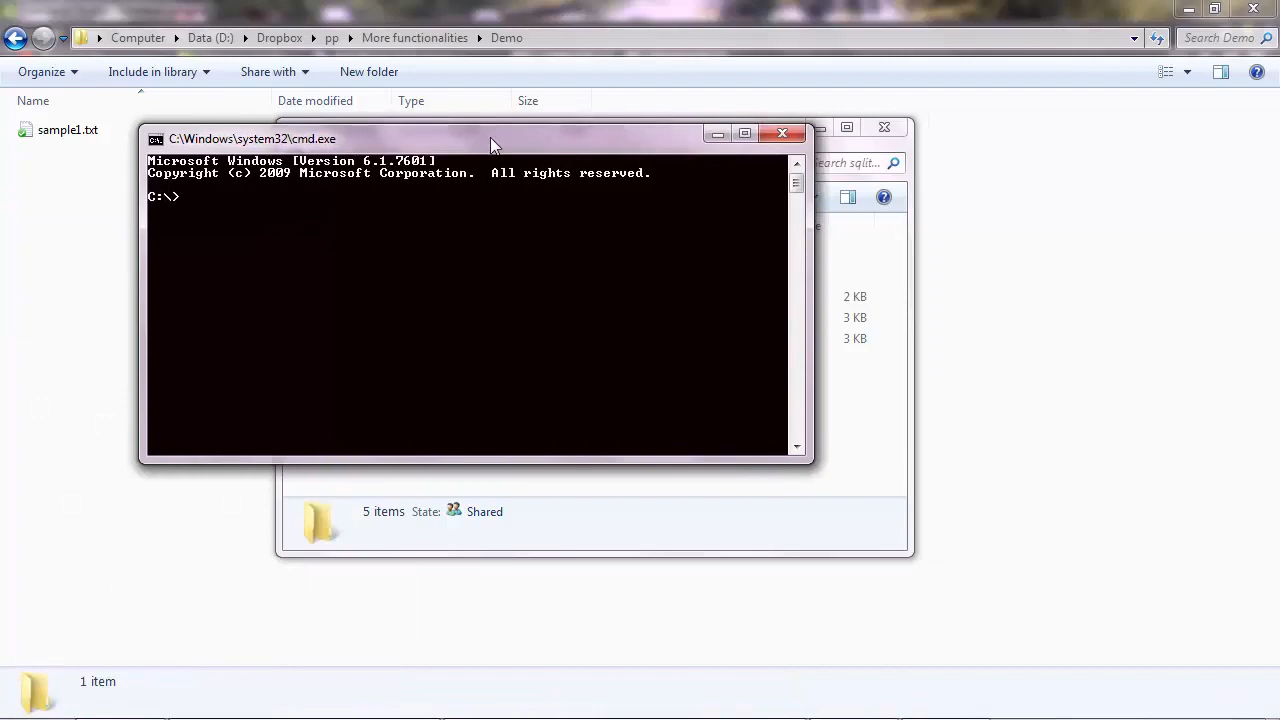 Computer Data (D:) Dropbox pp More functionalities Demo
Search Demo
Organize Include in library Share with New folder
Name Date modified Type Size
sample1.txt
C:\Windows\system32\cmd.exe
Microsoft Windows [Version 6.1.7601]
Copyright (c) 2009 Microsoft Corporation. All rights reserved.
C:\>
Search sqlit...
2 KB
3 KB
3 KB
5 items State: Shared
1 item